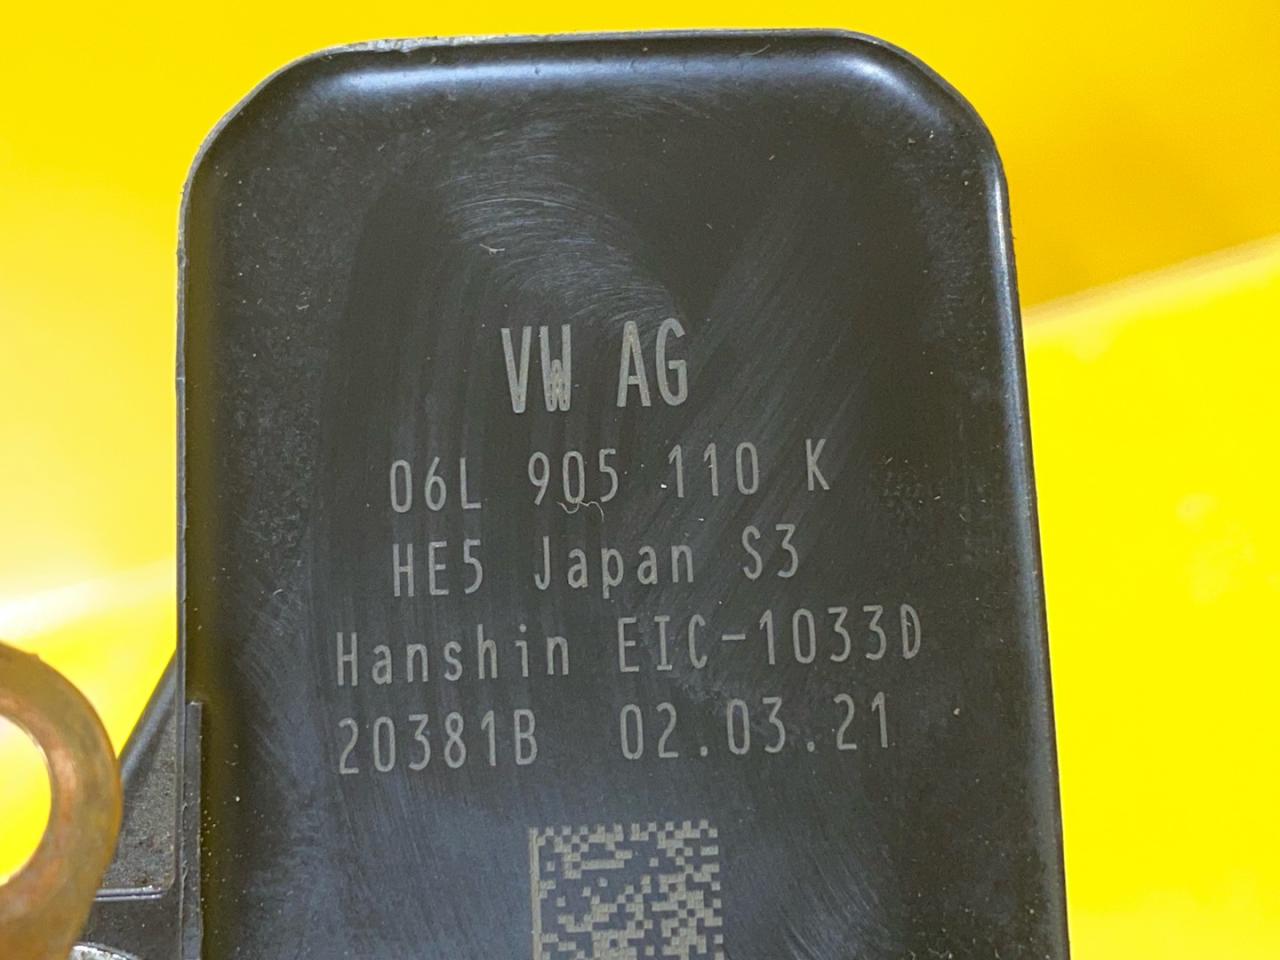 VW AG
06L 905 110 K
HE5 Japan S3
Hanshin EIC-1033D
20381B 02.03.21